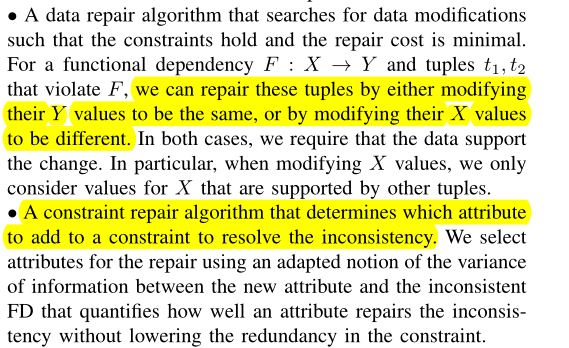 • A data repair algorithm that searches for data modifications
such that the constraints hold and the repair cost is minimal.
For a functional dependency F : X → Y and tuples t₁, t₂
that violate F, we can repair these tuples by either modifying
their Y values to be the same, or by modifying their X values
to be different. In both cases, we require that the data support
the change. In particular, when modifying X values, we only
consider values for X that are supported by other tuples.
• A constraint repair algorithm that determines which attribute
to add to a constraint to resolve the inconsistency. We select
attributes for the repair using an adapted notion of the variance
of information between the new attribute and the inconsistent
FD that quantifies how well an attribute repairs the inconsis-
tency without lowering the redundancy in the constraint.